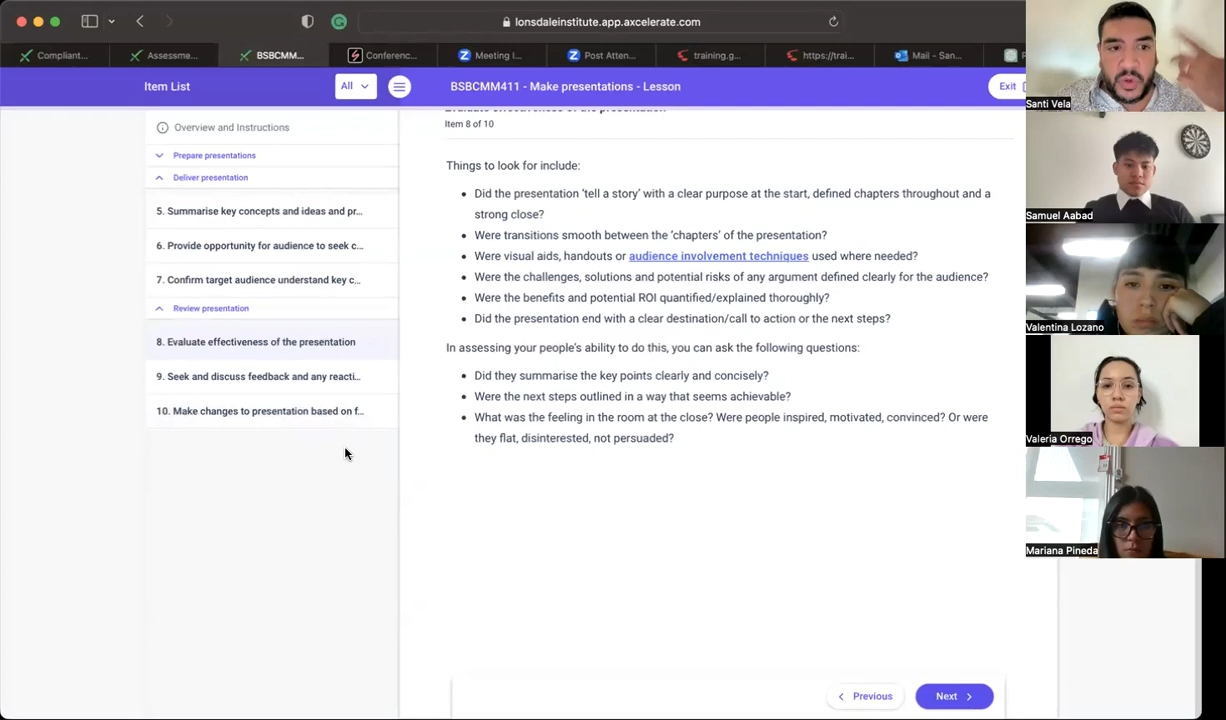 lonsdaleinstitute.app.axcelerate.com
Compliant...
Assessme...
BSBCMM...
Conferenc...
Meeting I...
Post Atten...
training.g...
https://trai...
Mail - San...
Item List
All
BSBCMM411 - Make presentations - Lesson
Exit
Overview and Instructions
Prepare presentations
Deliver presentation
5. Summarise key concepts and ideas and pr...
6. Provide opportunity for audience to seek c...
7. Confirm target audience understand key c...
Review presentation
8. Evaluate effectiveness of the presentation
9. Seek and discuss feedback and any reacti...
10. Make changes to presentation based on f...
Evaluate effectiveness of the presentation
Item 8 of 10
Things to look for include:
Did the presentation ‘tell a story’ with a clear purpose at the start, defined chapters throughout and a
strong close?
Were transitions smooth between the ‘chapters’ of the presentation?
Were visual aids, handouts or audience involvement techniques used where needed?
Were the challenges, solutions and potential risks of any argument defined clearly for the audience?
Were the benefits and potential ROI quantified/explained thoroughly?
Did the presentation end with a clear destination/call to action or the next steps?
In assessing your people’s ability to do this, you can ask the following questions:
Did they summarise the key points clearly and concisely?
Were the next steps outlined in a way that seems achievable?
What was the feeling in the room at the close? Were people inspired, motivated, convinced? Or were
they flat, disinterested, not persuaded?
Previous
Next
Santi Vela
Samuel Aabad
Valentina Lozano
Valeria Orrego
Mariana Pineda